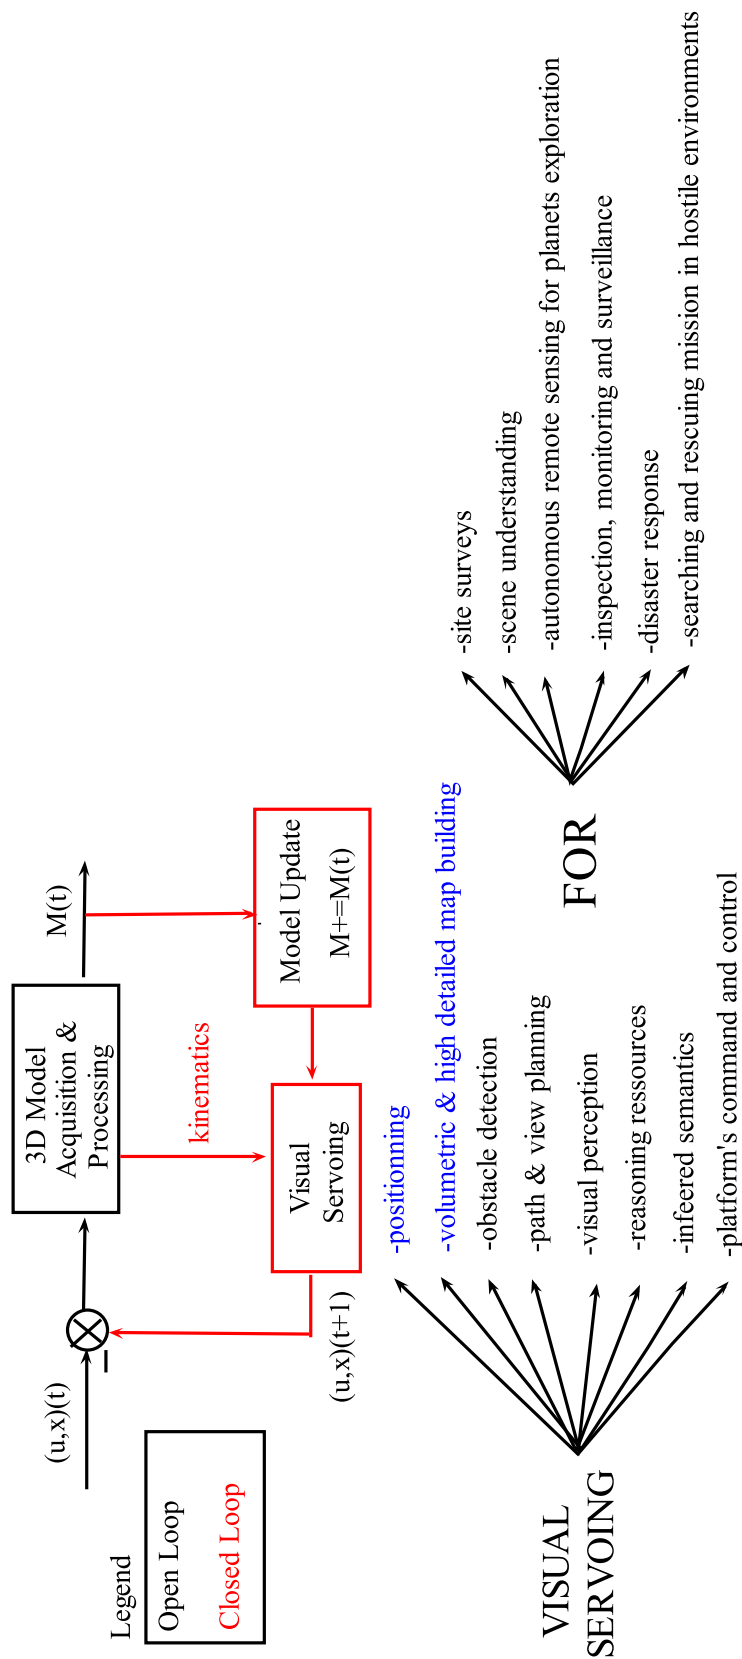 (u,x)(t)
3D Model
Acquisition &
Processing
M(t)
kinematics
Visual
Servoing
Model Update
M+=M(t)
(u,x)(t+1)
Legend
Open Loop
Closed Loop
VISUAL
SERVOING
-positionning
-volumetric & high detailed map building
-obstacle detection
-path & view planning
-visual perception
-reasoning ressources
-infeered semantics
-platform's command and control
FOR
-site surveys
-scene understanding
-autonomous remote sensing for planets exploration
-inspection, monitoring and surveillance
-disaster response
-searching and rescuing mission in hostile environments